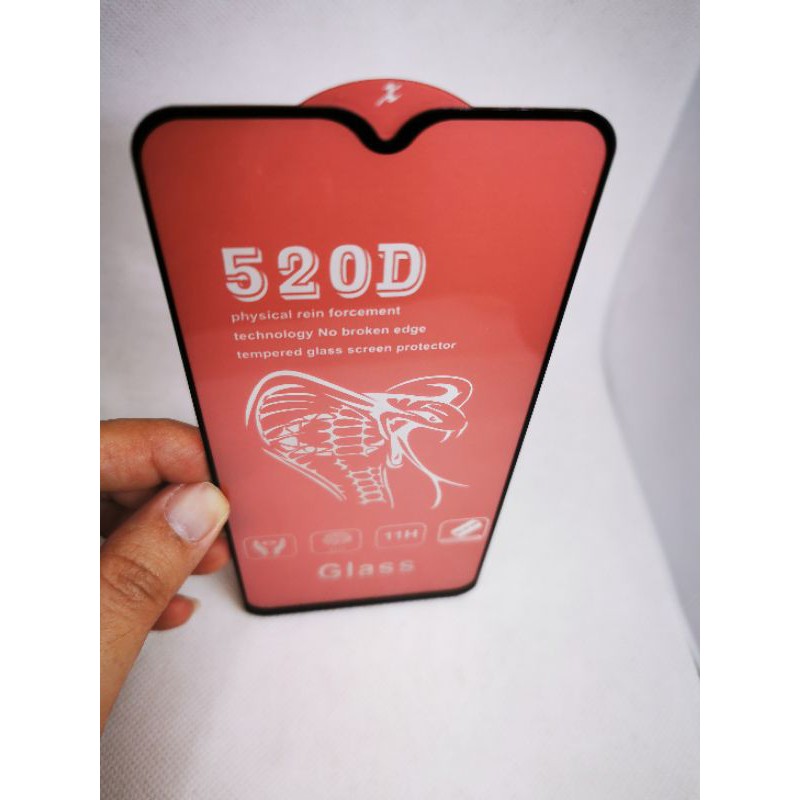 520D
physical rein forcement
technology No broken edge
tempered glass screen protector
11H
Glass